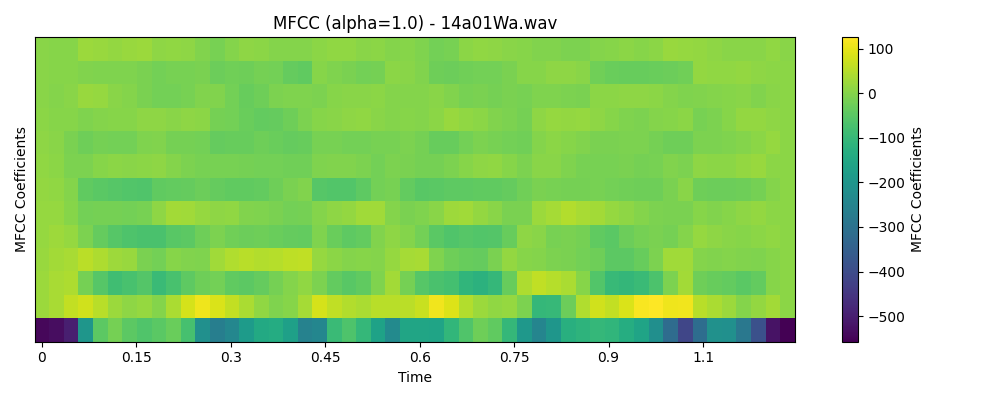 MFCC (alpha=1.0) - 14a01Wa.wav
MFCC Coefficients
0 0.15 0.3 0.45 0.6 0.75 0.9 1.1
Time
100
0
−100
−200
−300
−400
−500
MFCC Coefficients